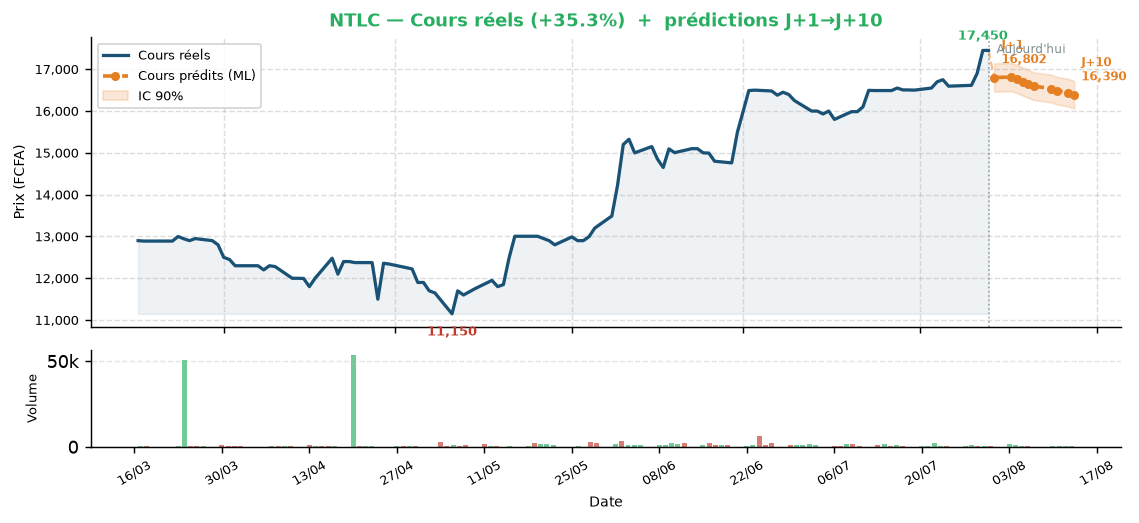 NTLC — Cours réels (+35.3%)  +  prédictions J+1→J+10
Cours réels
Cours prédits (ML)
IC 90%
17,450
Aujourd'hui
J+1
16,802
J+10
16,390
11,150
Prix (FCFA)
17,000
16,000
15,000
14,000
13,000
12,000
11,000
Volume
50k
0
16/03
30/03
13/04
27/04
11/05
25/05
08/06
22/06
06/07
20/07
03/08
17/08
Date